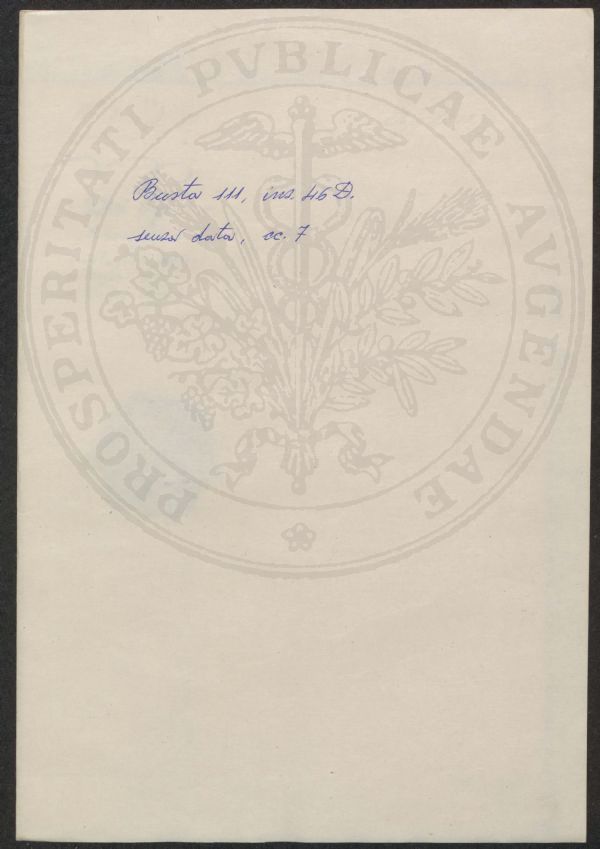 PROSPERITATI PVBLICAE AVGENDAE
Busta 111, ins. 46 D.
senza data, cc. 7